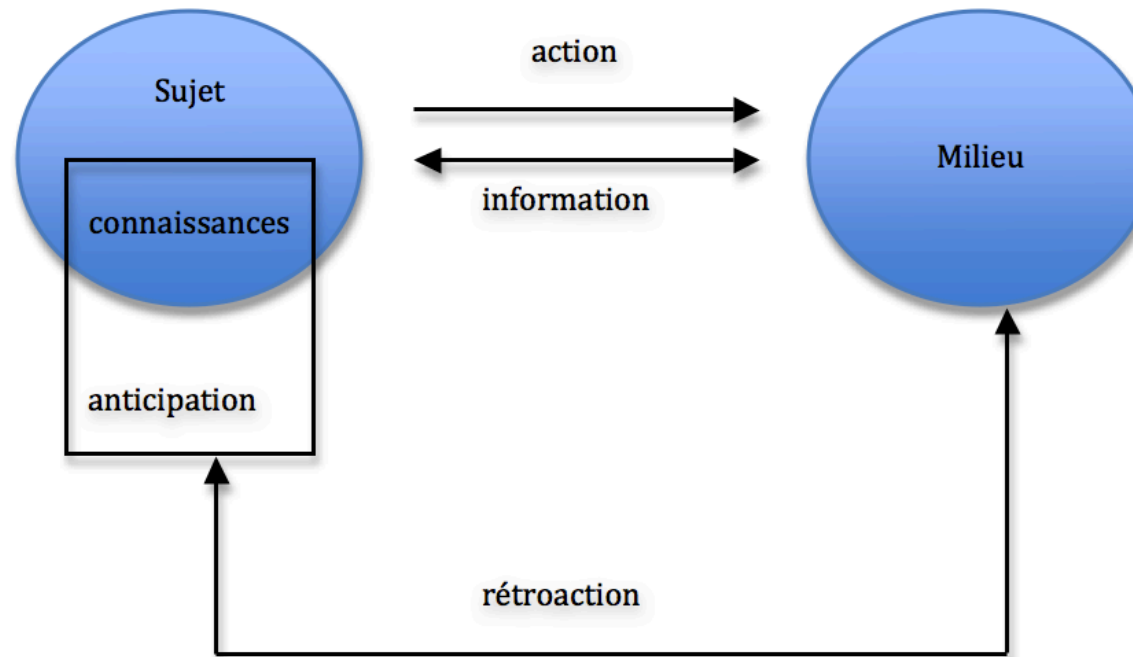 action
Sujet
Milieu
information
connaissances
anticipation
rétroaction